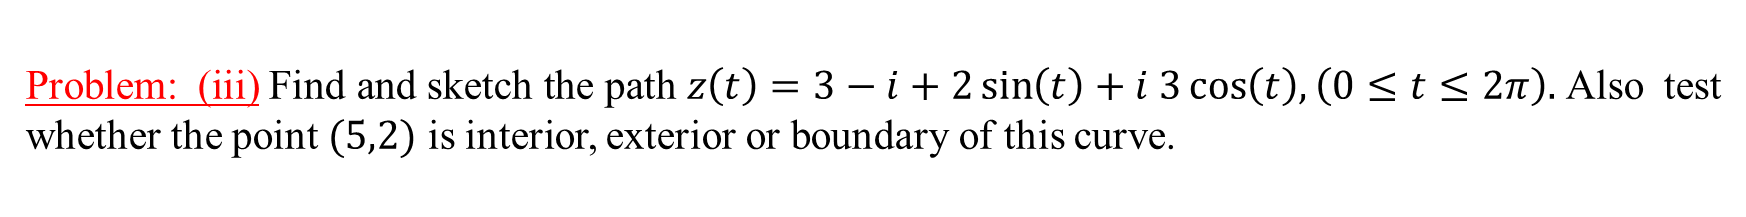 Problem: (iii) Find and sketch the path z(t) = 3 − i + 2 sin(t) + i 3 cos(t), (0 ≤ t ≤ 2π). Also test
whether the point (5,2) is interior, exterior or boundary of this curve.